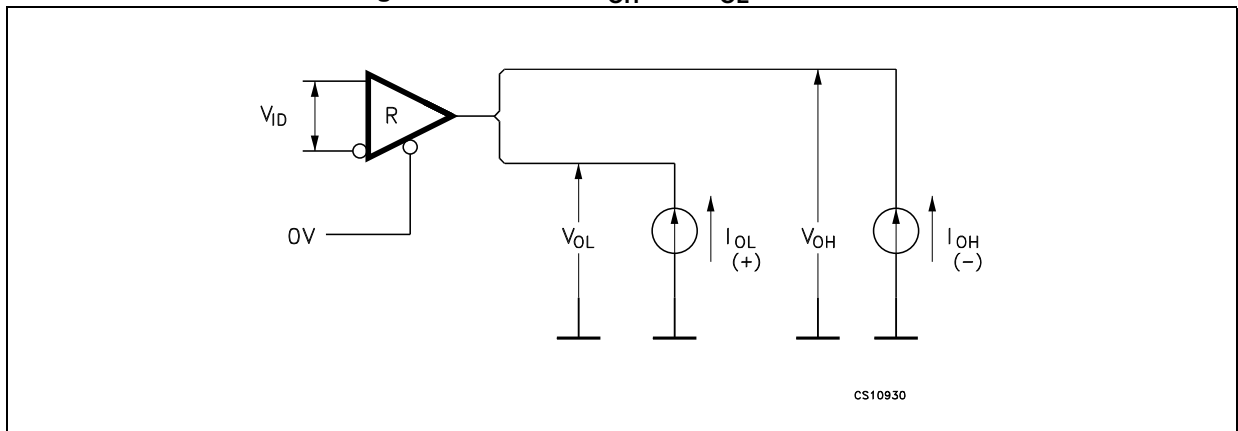 V_ID
R
0V
V_OL
I_OL
(+)
V_OH
I_OH
(−)
CS10930